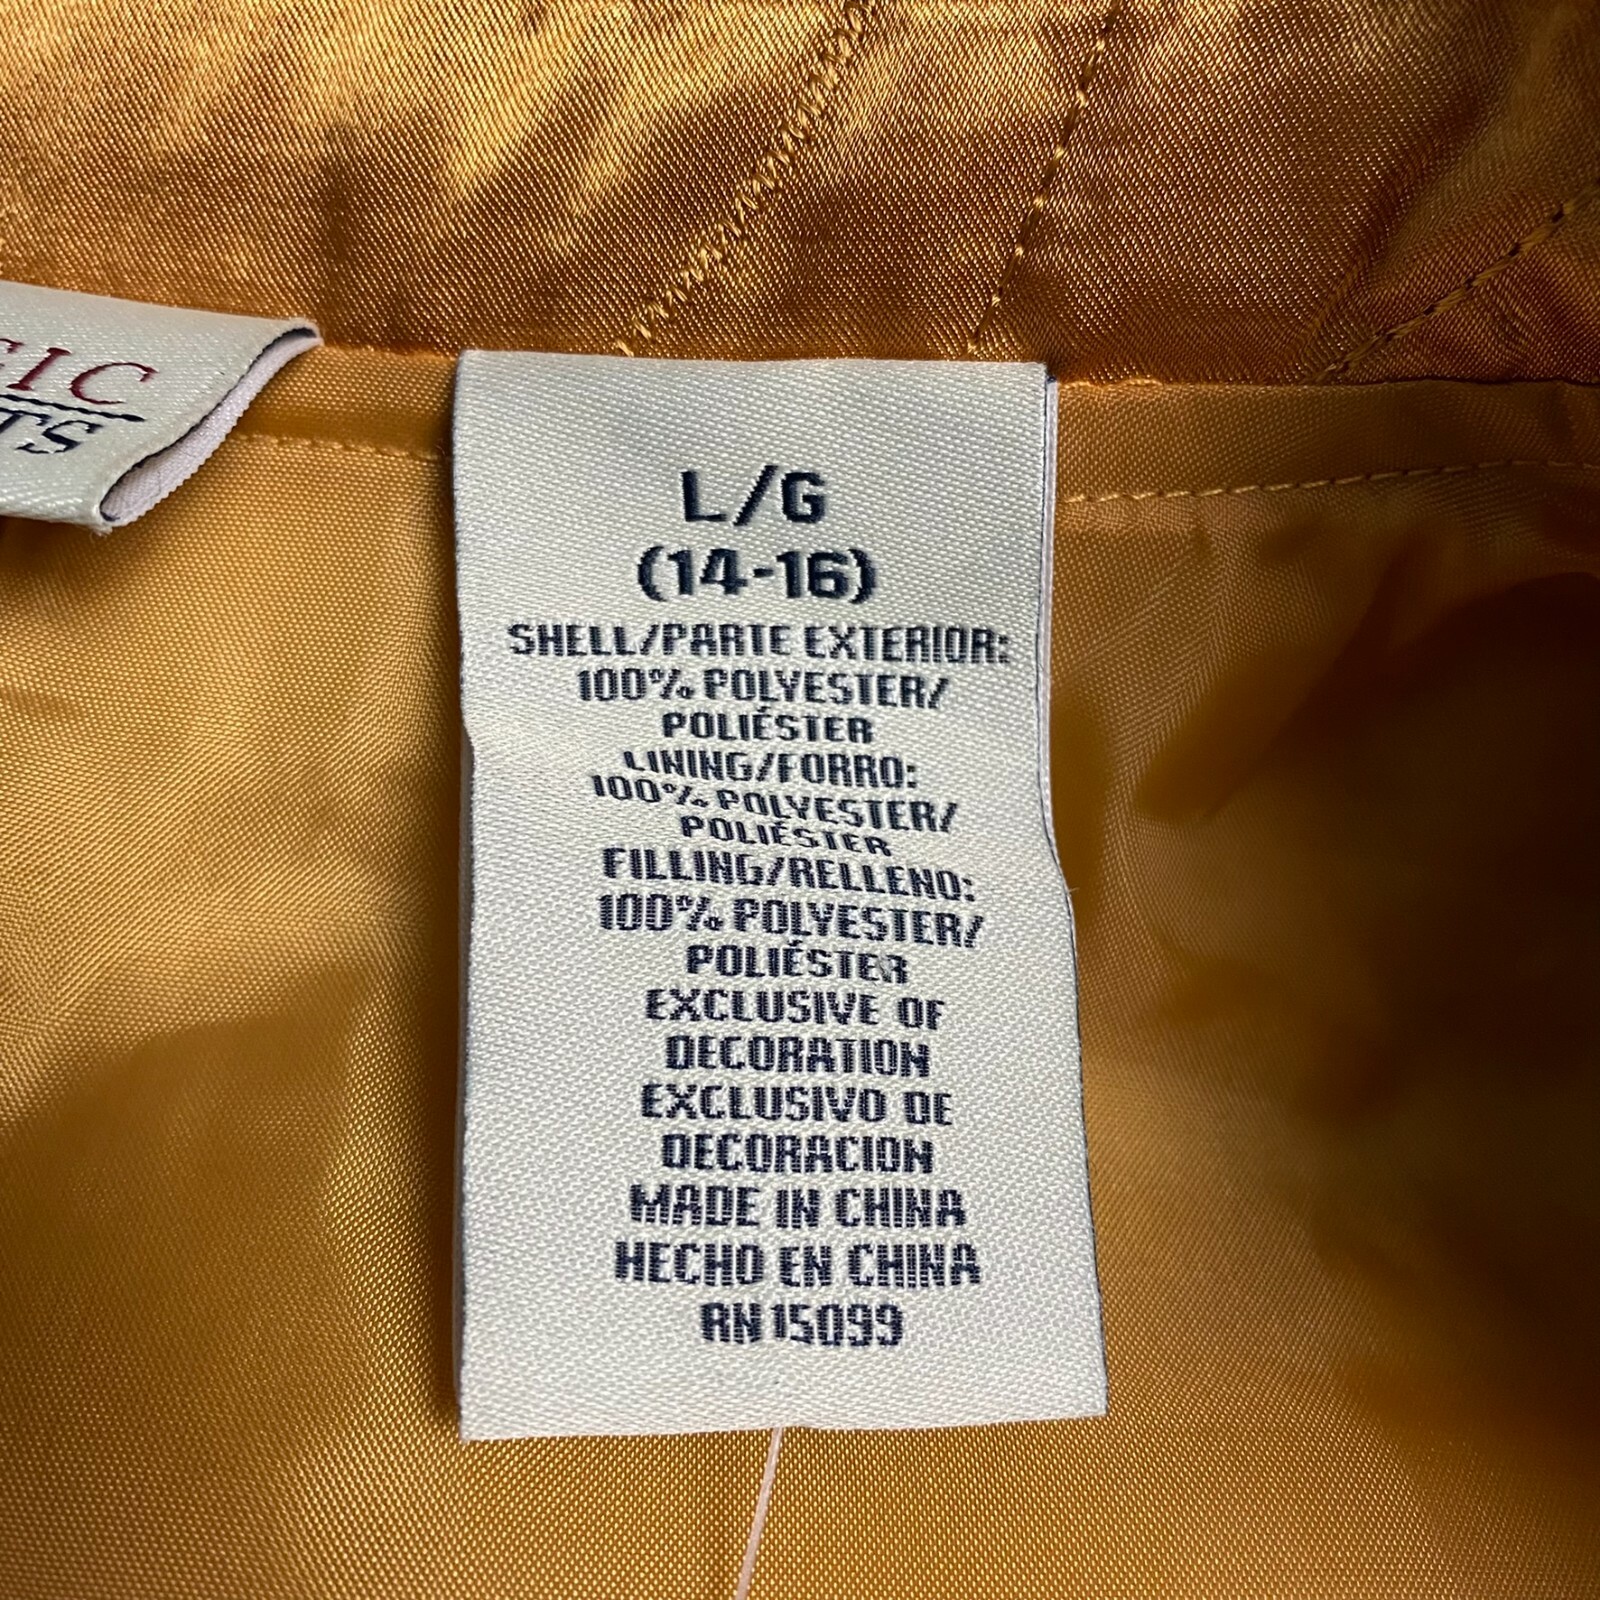 SIC
TS
L/G
(14-16)
SHELL/PARTE EXTERIOR:
100% POLYESTER/
POLIÉSTER
LINING/FORRO:
100% POLYESTER/
POLIÉSTER
FILLING/RELLENO:
100% POLYESTER/
POLIÉSTER
EXCLUSIVE OF
DECORATION
EXCLUSIVO DE
DECORACION
MADE IN CHINA
HECHO EN CHINA
RN 15099